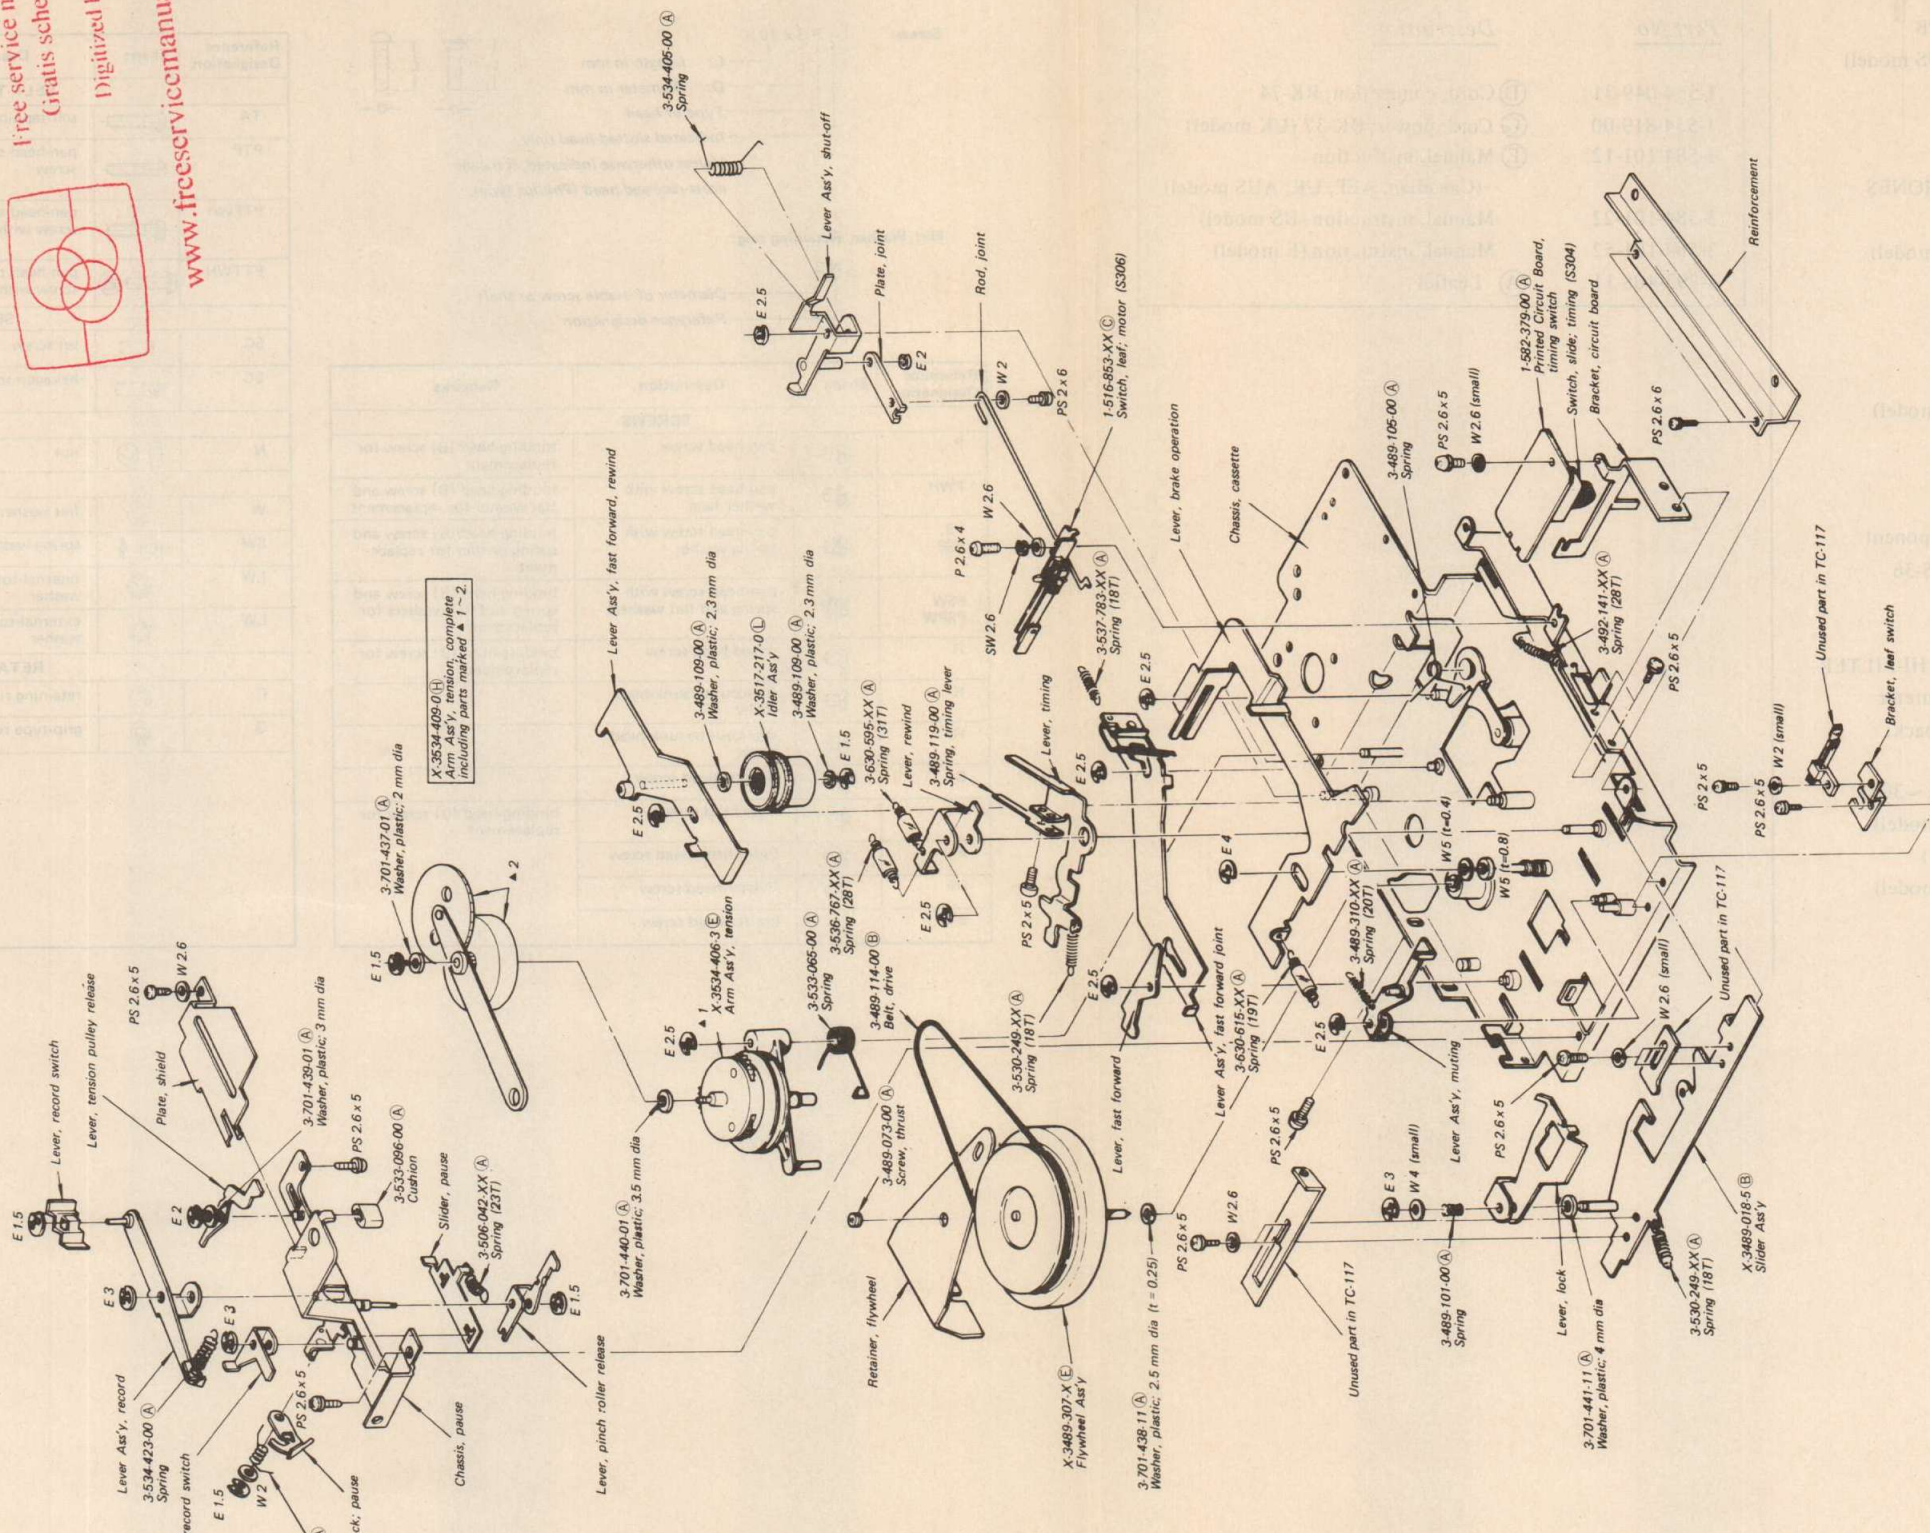 Free service m
Gratis sche
Digitized
www.freeservicemanu
3-534-405-00 Ⓐ
Spring
Lever Ass'y, shut-off
E 2.5
Plate, joint
E 2
Rod, joint
W 2
PS 2 x 6
1-516-853-XX Ⓒ
Switch, leaf; motor (S306)
Lever Ass'y, fast forward, rewind
W 2.6
P 2.6 x 4
SW 2.6
Lever, brake operation
Chassis, cassette
3-489-105-00 Ⓐ
Spring
PS 2.6 x 5
W 2.6 (small)
1-582-379-00 Ⓐ
Printed Circuit Board,
timing switch
Switch, slide; timing (S304)
Bracket, circuit board
Reinforcement
PS 2.6 x 6
3-537-783-XX Ⓐ
Spring (18T)
E 2.5
3-492-141-XX Ⓐ
Spring (28T)
PS 2.6 x 5
Unused part in TC-117
Bracket, leaf switch
W 2 (small)
PS 2 x 5
PS 2.6 x 5
X-3534-409-0 Ⓗ
Arm Ass'y, tension, complete
including parts marked ▲ 1 ~ 2.
3-489-109-00 Ⓐ
Washer, plastic; 2.3 mm dia
X-3517-217-0 Ⓛ
Idler Ass'y
3-489-109-00 Ⓐ
Washer, plastic; 2.3 mm dia
E 1.5
3-630-595-XX Ⓐ
Spring (31T)
Lever, rewind
3-489-119-00 Ⓐ
Spring, timing lever
Lever, timing
E 2.5
E 2.5
E 2.5
3-536-767-XX Ⓐ
Spring (28T)
PS 2 x 5
E 4
W 5 (t=0.4)
W 5 (t=0.8)
3-701-437-01 Ⓐ
Washer, plastic; 2 mm dia
E 1.5
▲ 2
X-3534-406-3 Ⓔ
Arm Ass'y, tension
▲ 1
E 2.5
3-533-065-00 Ⓐ
Spring
3-489-114-00 Ⓑ
Belt, drive
3-530-249-XX Ⓐ
Spring (18T)
E 2.5
Lever, fast forward
Lever Ass'y, fast forward joint
3-630-615-XX Ⓐ
Spring (19T)
3-489-310-XX Ⓐ
Spring (20T)
E 2.5
Lever Ass'y, muting
PS 2.6 x 5
W 2.6 (small)
Unused part in TC-117
PS 2.6 x 5
Lever, record switch
Lever, tension pulley release
Plate, shield
PS 2.6 x 5
W 2.6
3-701-439-01 Ⓐ
Washer, plastic; 3 mm dia
PS 2.6 x 5
3-533-096-00 Ⓐ
Cushion
E 1.5
E 2
E 3
E 3
Slider, pause
3-506-042-XX Ⓐ
Spring (23T)
E 1.5
3-701-440-01 Ⓐ
Washer, plastic; 3.5 mm dia
3-489-073-00 Ⓐ
Screw, thrust
Retainer, flywheel
Lever Ass'y, record
3-534-423-00 Ⓐ
Spring
record switch
E 1.5
W 2
PS 2.6 x 5
ck; pause
Chassis, pause
Lever, pinch roller release
X-3489-307-X Ⓔ
Flywheel Ass'y
3-701-438-11 Ⓐ
Washer, plastic; 2.5 mm dia (t = 0.25)
PS 2.6 x 5
W 2.6
Unused part in TC-117
E 3
W 4 (small)
3-489-101-00 Ⓐ
Spring
Lever, lock
3-701-441-11 Ⓐ
Washer, plastic; 4 mm dia
3-530-249-XX Ⓐ
Spring (18T)
X-3489-018-5 Ⓑ
Slider Ass'y